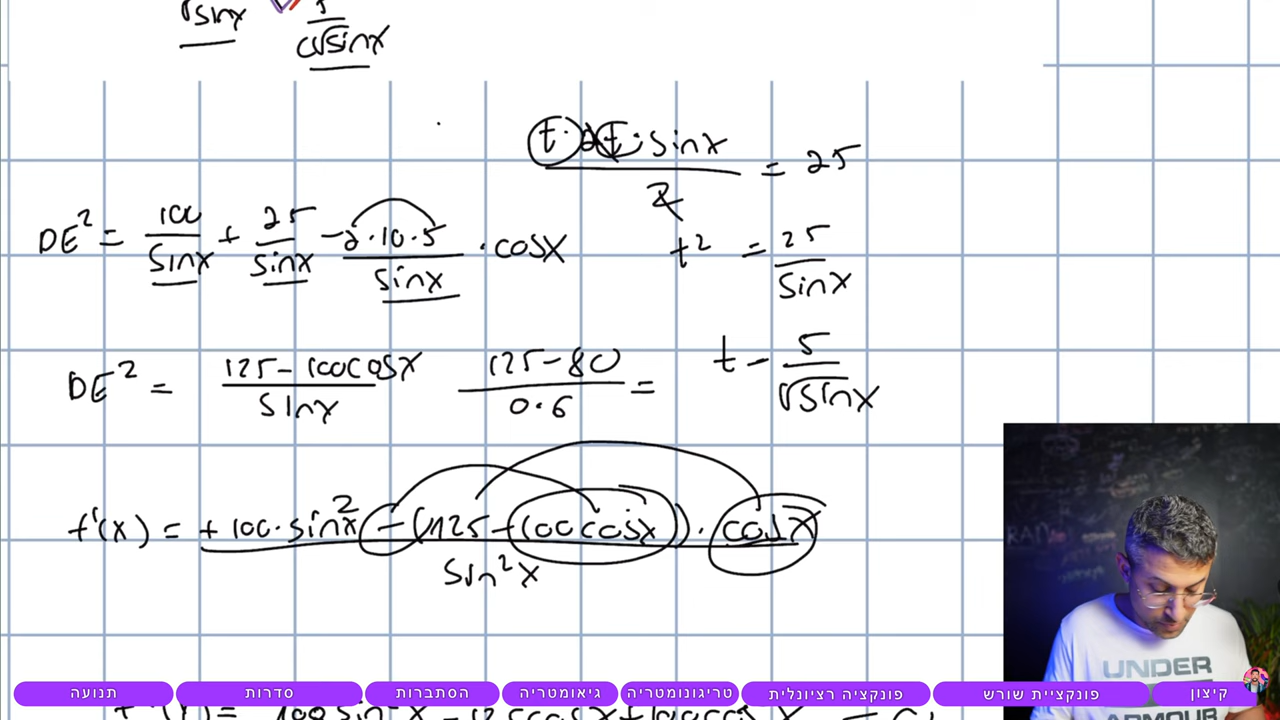 √sinx
√sinx
t·2t·sinx / 2 = 25
DE² = 100/sinx + 25/sinx - 2·10·5/sinx · cosx
t² = 25/sinx
DE² = 125-100cosx / sinx
125-80 / 0.6 =
t - 5/√sinx
f'(x) = +100·sin²x - (125-100cosx)·cosx / sin²x
UNDER
ARMOUR
תנועה
סדרות
הסתברות
גיאומטריה
טריגונומטריה
פונקציה רציונלית
פונקציית שורש
קיצון